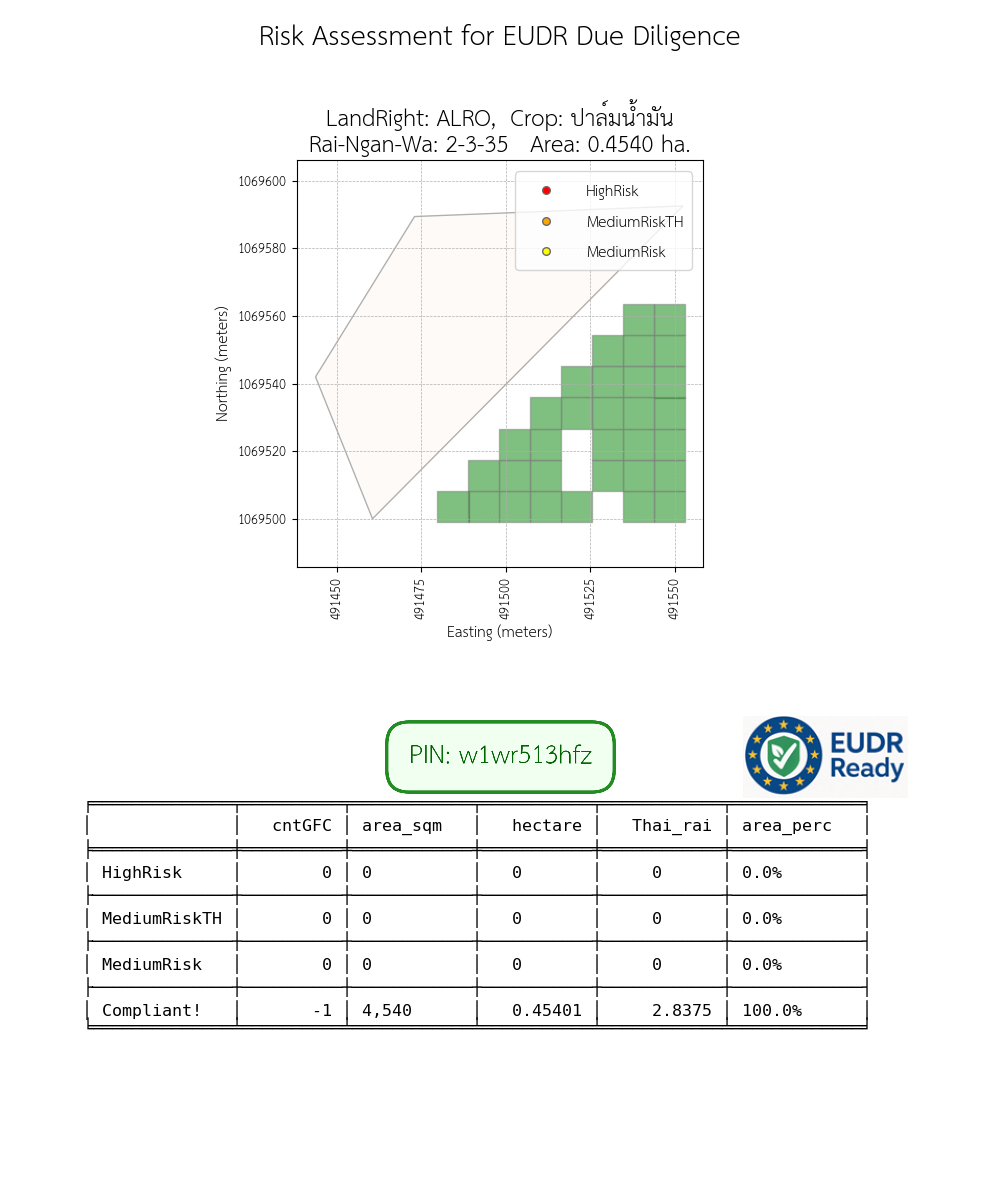 Risk Assessment for EUDR Due Diligence
LandRight: ALRO, Crop: ปาล์มน้ำมัน
Rai-Ngan-Wa: 2-3-35 Area: 0.4540 ha.
HighRisk
MediumRiskTH
MediumRisk
1069600
1069580
1069560
1069540
1069520
1069500
Northing (meters)
491450
491475
491500
491525
491550
Easting (meters)
PIN: w1wr513hfz
EUDR
Ready
cntGFC area_sqm hectare Thai_rai area_perc
HighRisk 0 0 0 0 0.0%
MediumRiskTH 0 0 0 0 0.0%
MediumRisk 0 0 0 0 0.0%
Compliant! -1 4,540 0.45401 2.8375 100.0%